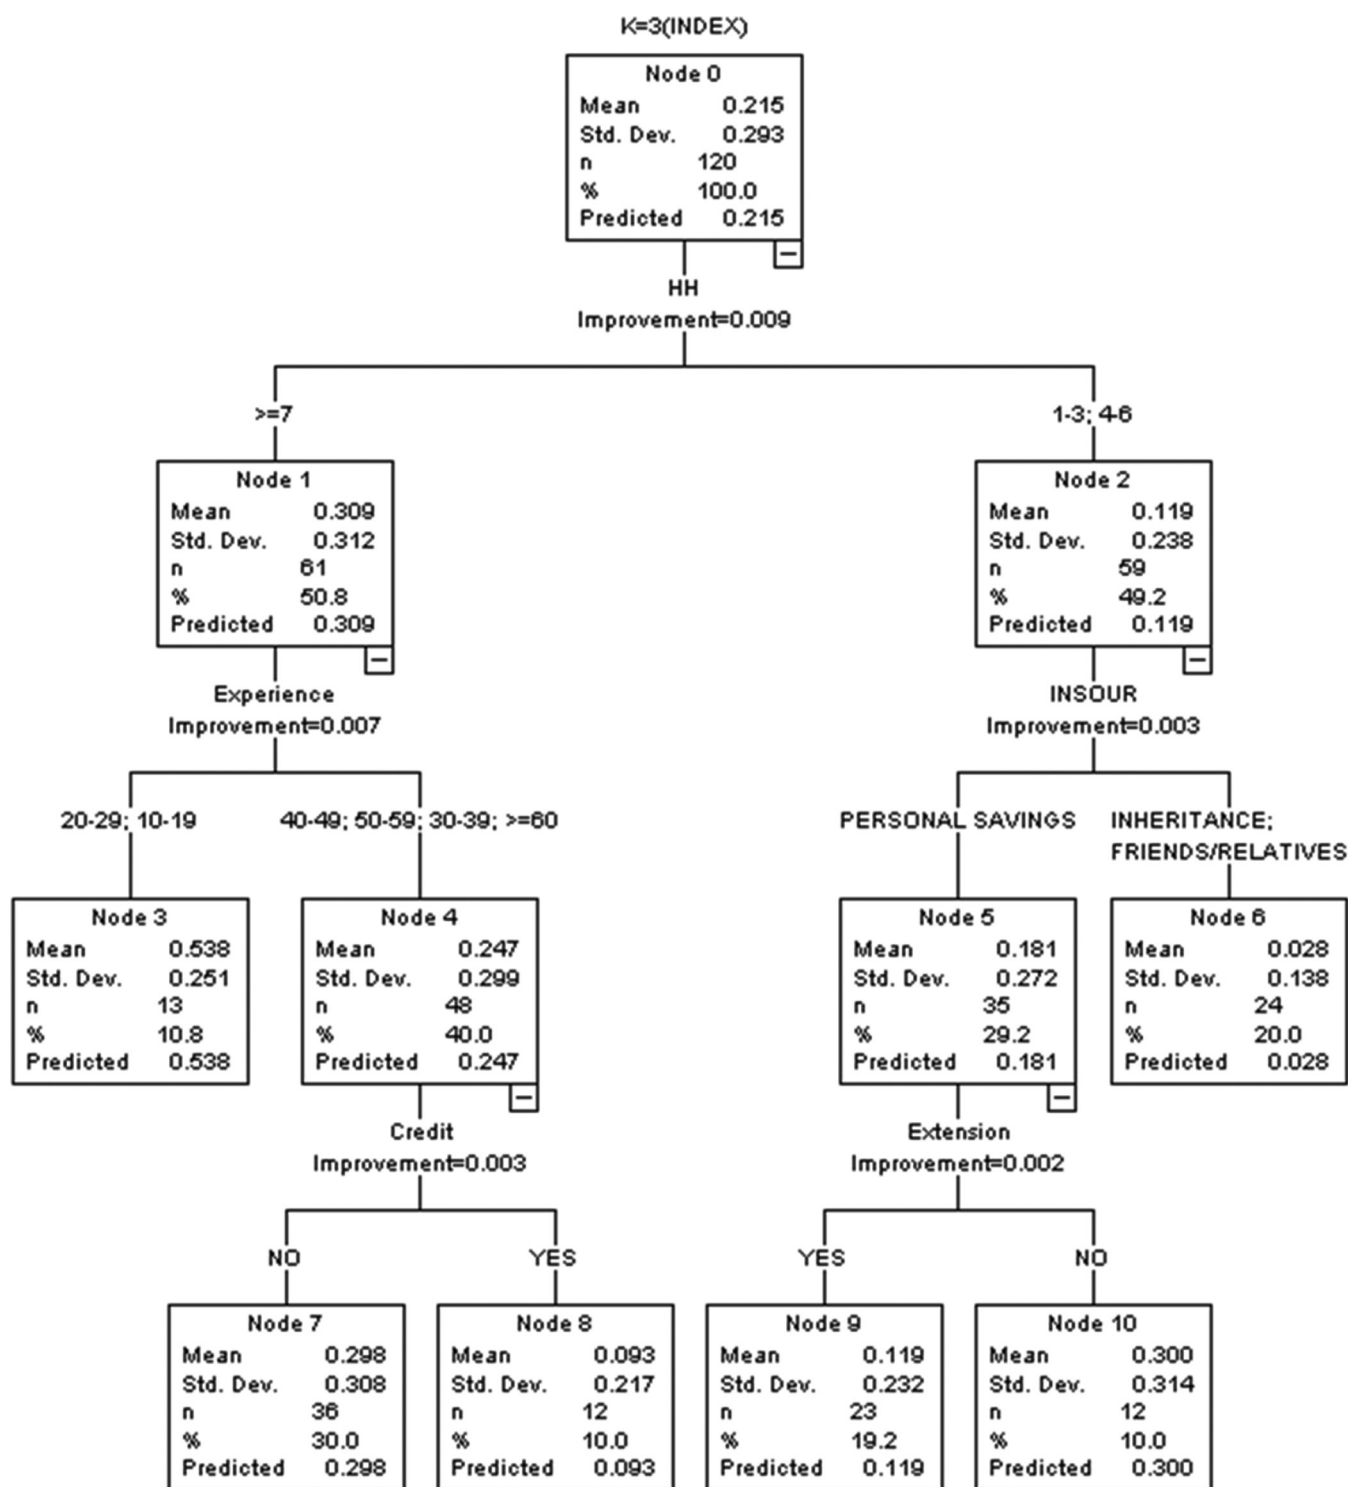 K=3(INDEX)
Node 0
Mean 0.215
Std. Dev. 0.293
n 120
% 100.0
Predicted 0.215
HH
Improvement=0.009
>=7
1-3; 4-6
Node 1
Mean 0.309
Std. Dev. 0.312
n 61
% 50.8
Predicted 0.309
Node 2
Mean 0.119
Std. Dev. 0.238
n 59
% 49.2
Predicted 0.119
Experience
Improvement=0.007
INSOUR
Improvement=0.003
20-29; 10-19
40-49; 50-59; 30-39; >=60
PERSONAL SAVINGS
INHERITANCE;
FRIENDS/RELATIVES
Node 3
Mean 0.538
Std. Dev. 0.251
n 13
% 10.8
Predicted 0.538
Node 4
Mean 0.247
Std. Dev. 0.299
n 48
% 40.0
Predicted 0.247
Node 5
Mean 0.181
Std. Dev. 0.272
n 35
% 29.2
Predicted 0.181
Node 6
Mean 0.028
Std. Dev. 0.138
n 24
% 20.0
Predicted 0.028
Credit
Improvement=0.003
Extension
Improvement=0.002
NO
YES
YES
NO
Node 7
Mean 0.298
Std. Dev. 0.308
n 36
% 30.0
Predicted 0.298
Node 8
Mean 0.093
Std. Dev. 0.217
n 12
% 10.0
Predicted 0.093
Node 9
Mean 0.119
Std. Dev. 0.232
n 23
% 19.2
Predicted 0.119
Node 10
Mean 0.300
Std. Dev. 0.314
n 12
% 10.0
Predicted 0.300